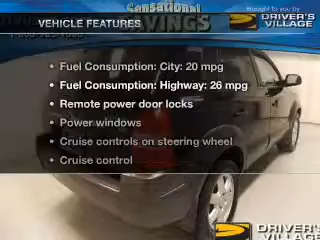 Sensational
SAVINGS
Brought to you by
VEHICLE FEATURES
DRIVER'S
VILLAGE
Fuel Consumption: City: 20 mpg
Fuel Consumption: Highway: 26 mpg
Remote power door locks
Power windows
Cruise controls on steering wheel
Cruise control
DRIVER'S
VILLAGE